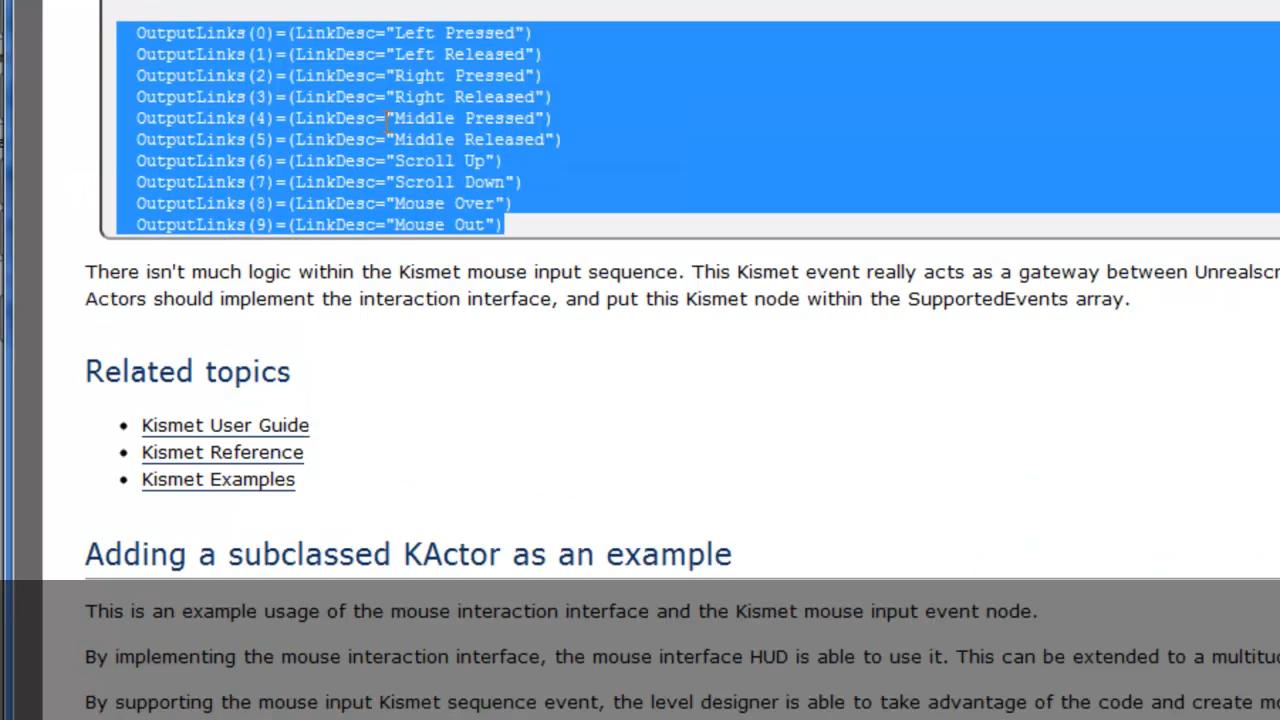 OutputLinks(0)=(LinkDesc="Left Pressed")
OutputLinks(1)=(LinkDesc="Left Released")
OutputLinks(2)=(LinkDesc="Right Pressed")
OutputLinks(3)=(LinkDesc="Right Released")
OutputLinks(4)=(LinkDesc="Middle Pressed")
OutputLinks(5)=(LinkDesc="Middle Released")
OutputLinks(6)=(LinkDesc="Scroll Up")
OutputLinks(7)=(LinkDesc="Scroll Down")
OutputLinks(8)=(LinkDesc="Mouse Over")
OutputLinks(9)=(LinkDesc="Mouse Out")
There isn't much logic within the Kismet mouse input sequence. This Kismet event really acts as a gateway between Unrealscr
Actors should implement the interaction interface, and put this Kismet node within the SupportedEvents array.
Related topics
• Kismet User Guide
• Kismet Reference
• Kismet Examples
Adding a subclassed KActor as an example
This is an example usage of the mouse interaction interface and the Kismet mouse input event node.
By implementing the mouse interaction interface, the mouse interface HUD is able to use it. This can be extended to a multitu
By supporting the mouse input Kismet sequence event, the level designer is able to take advantage of the code and create m